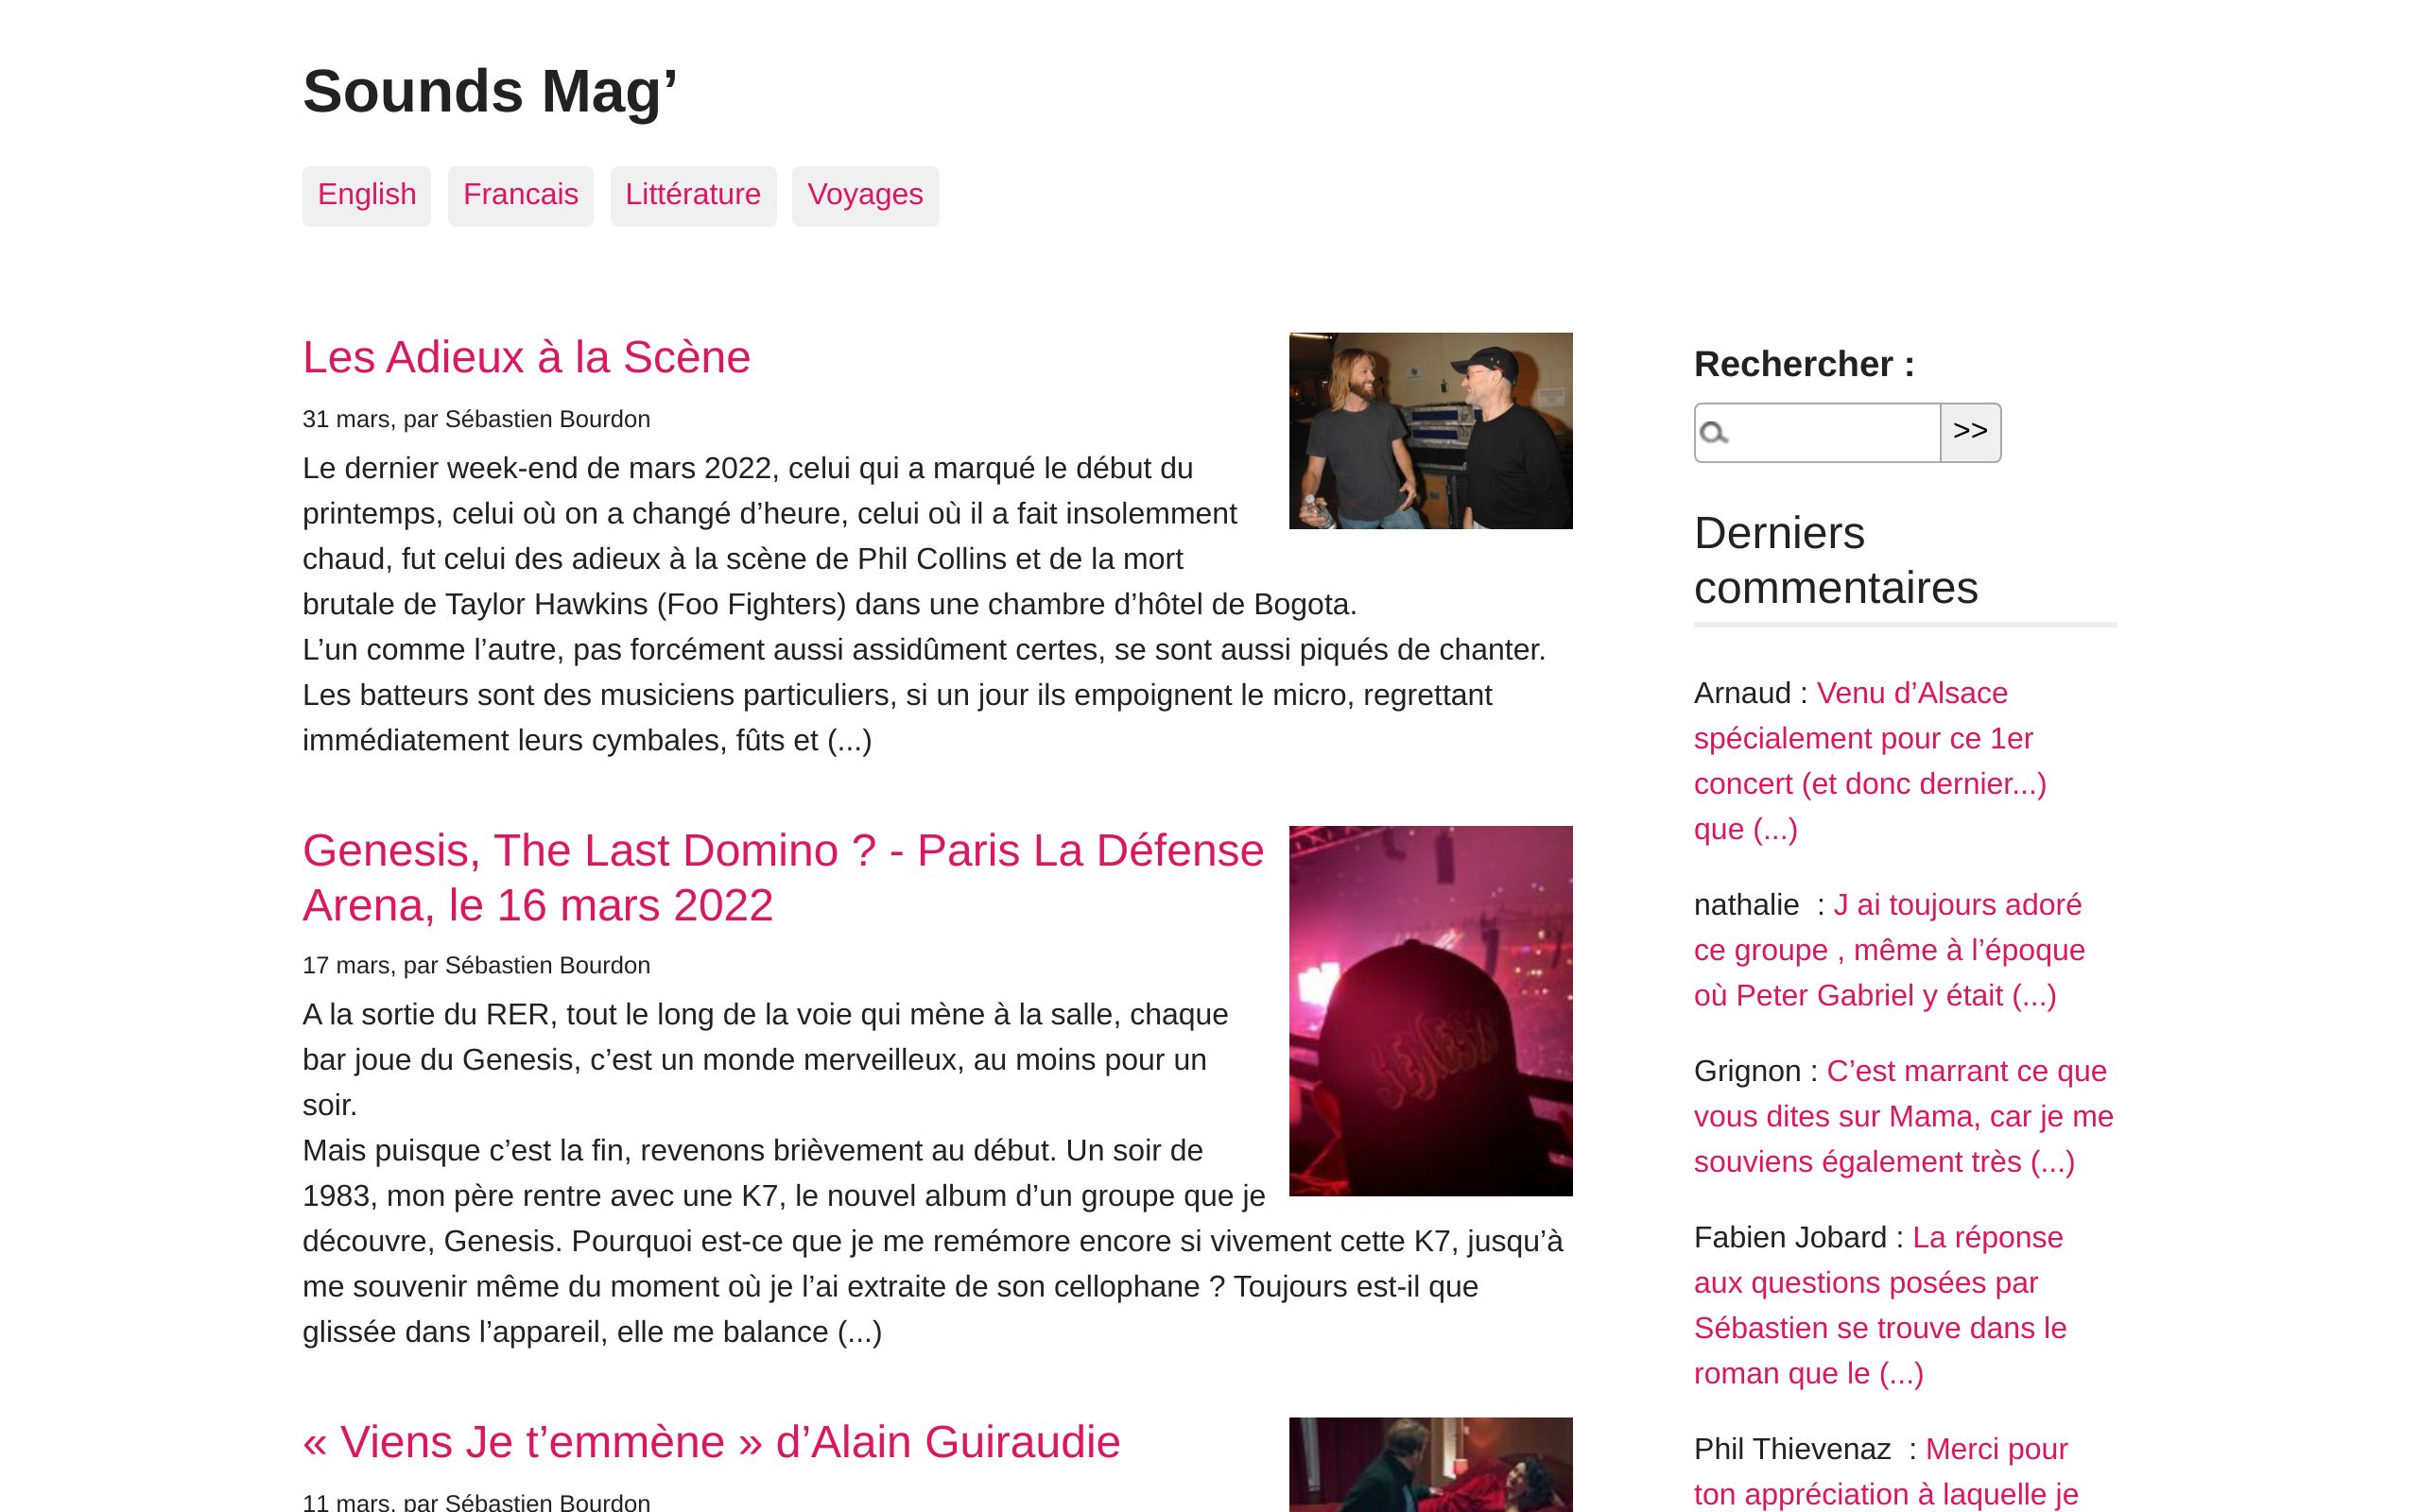 Sounds Mag’
English Francais Littérature Voyages
Les Adieux à la Scène
31 mars, par Sébastien Bourdon
Le dernier week-end de mars 2022, celui qui a marqué le début du
printemps, celui où on a changé d’heure, celui où il a fait insolemment
chaud, fut celui des adieux à la scène de Phil Collins et de la mort
brutale de Taylor Hawkins (Foo Fighters) dans une chambre d’hôtel de Bogota.
L’un comme l’autre, pas forcément aussi assidûment certes, se sont aussi piqués de chanter.
Les batteurs sont des musiciens particuliers, si un jour ils empoignent le micro, regrettant
immédiatement leurs cymbales, fûts et (...)
Genesis, The Last Domino ? - Paris La Défense
Arena, le 16 mars 2022
17 mars, par Sébastien Bourdon
A la sortie du RER, tout le long de la voie qui mène à la salle, chaque
bar joue du Genesis, c’est un monde merveilleux, au moins pour un
soir.
Mais puisque c’est la fin, revenons brièvement au début. Un soir de
1983, mon père rentre avec une K7, le nouvel album d’un groupe que je
découvre, Genesis. Pourquoi est-ce que je me remémore encore si vivement cette K7, jusqu’à
me souvenir même du moment où je l’ai extraite de son cellophane ? Toujours est-il que
glissée dans l’appareil, elle me balance (...)
GENESIS
« Viens Je t’emmène » d’Alain Guiraudie
11 mars, par Sébastien Bourdon
Rechercher :
>>
Derniers
commentaires
Arnaud : Venu d’Alsace
spécialement pour ce 1er
concert (et donc dernier...)
que (...)
nathalie  : J ai toujours adoré
ce groupe , même à l’époque
où Peter Gabriel y était (...)
Grignon : C’est marrant ce que
vous dites sur Mama, car je me
souviens également très (...)
Fabien Jobard : La réponse
aux questions posées par
Sébastien se trouve dans le
roman que le (...)
Phil Thievenaz  : Merci pour
ton appréciation à laquelle je